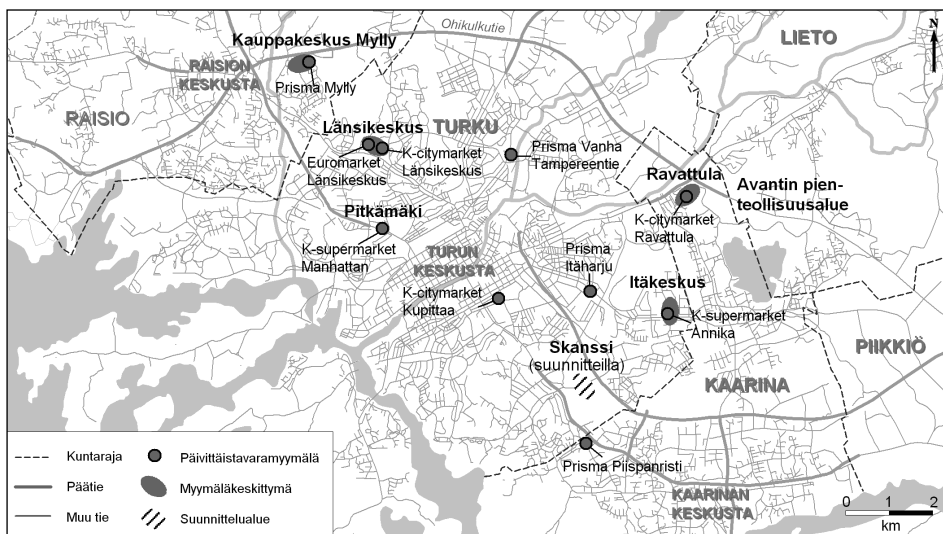 Ohikulkutie
Kauppakeskus Mylly
RAISION
KESKUSTA
Prisma Mylly
LIETO
N
RAISIO
Länsikeskus
TURKU
Euromarket
Länsikeskus
K-citymarket
Länsikeskus
Prisma Vanha
Tampereentie
Ravattula
K-citymarket
Ravattula
Avantin pien-
teollisuusalue
Pitkämäki
K-supermarket
Manhattan
TURUN
KESKUSTA
K-citymarket
Kupittaa
Prisma
Itäharju
Itäkeskus
K-supermarket
Annika
Skanssi
(suunnitteilla)
PIIKKIÖ
KAARINA
Prisma Piispanristi
KAARINAN
KESKUSTA
Kuntaraja
Päätie
Muu tie
Päivittäistavaramyymälä
Myymäläkeskittymä
Suunnittelualue
0 1 2
km